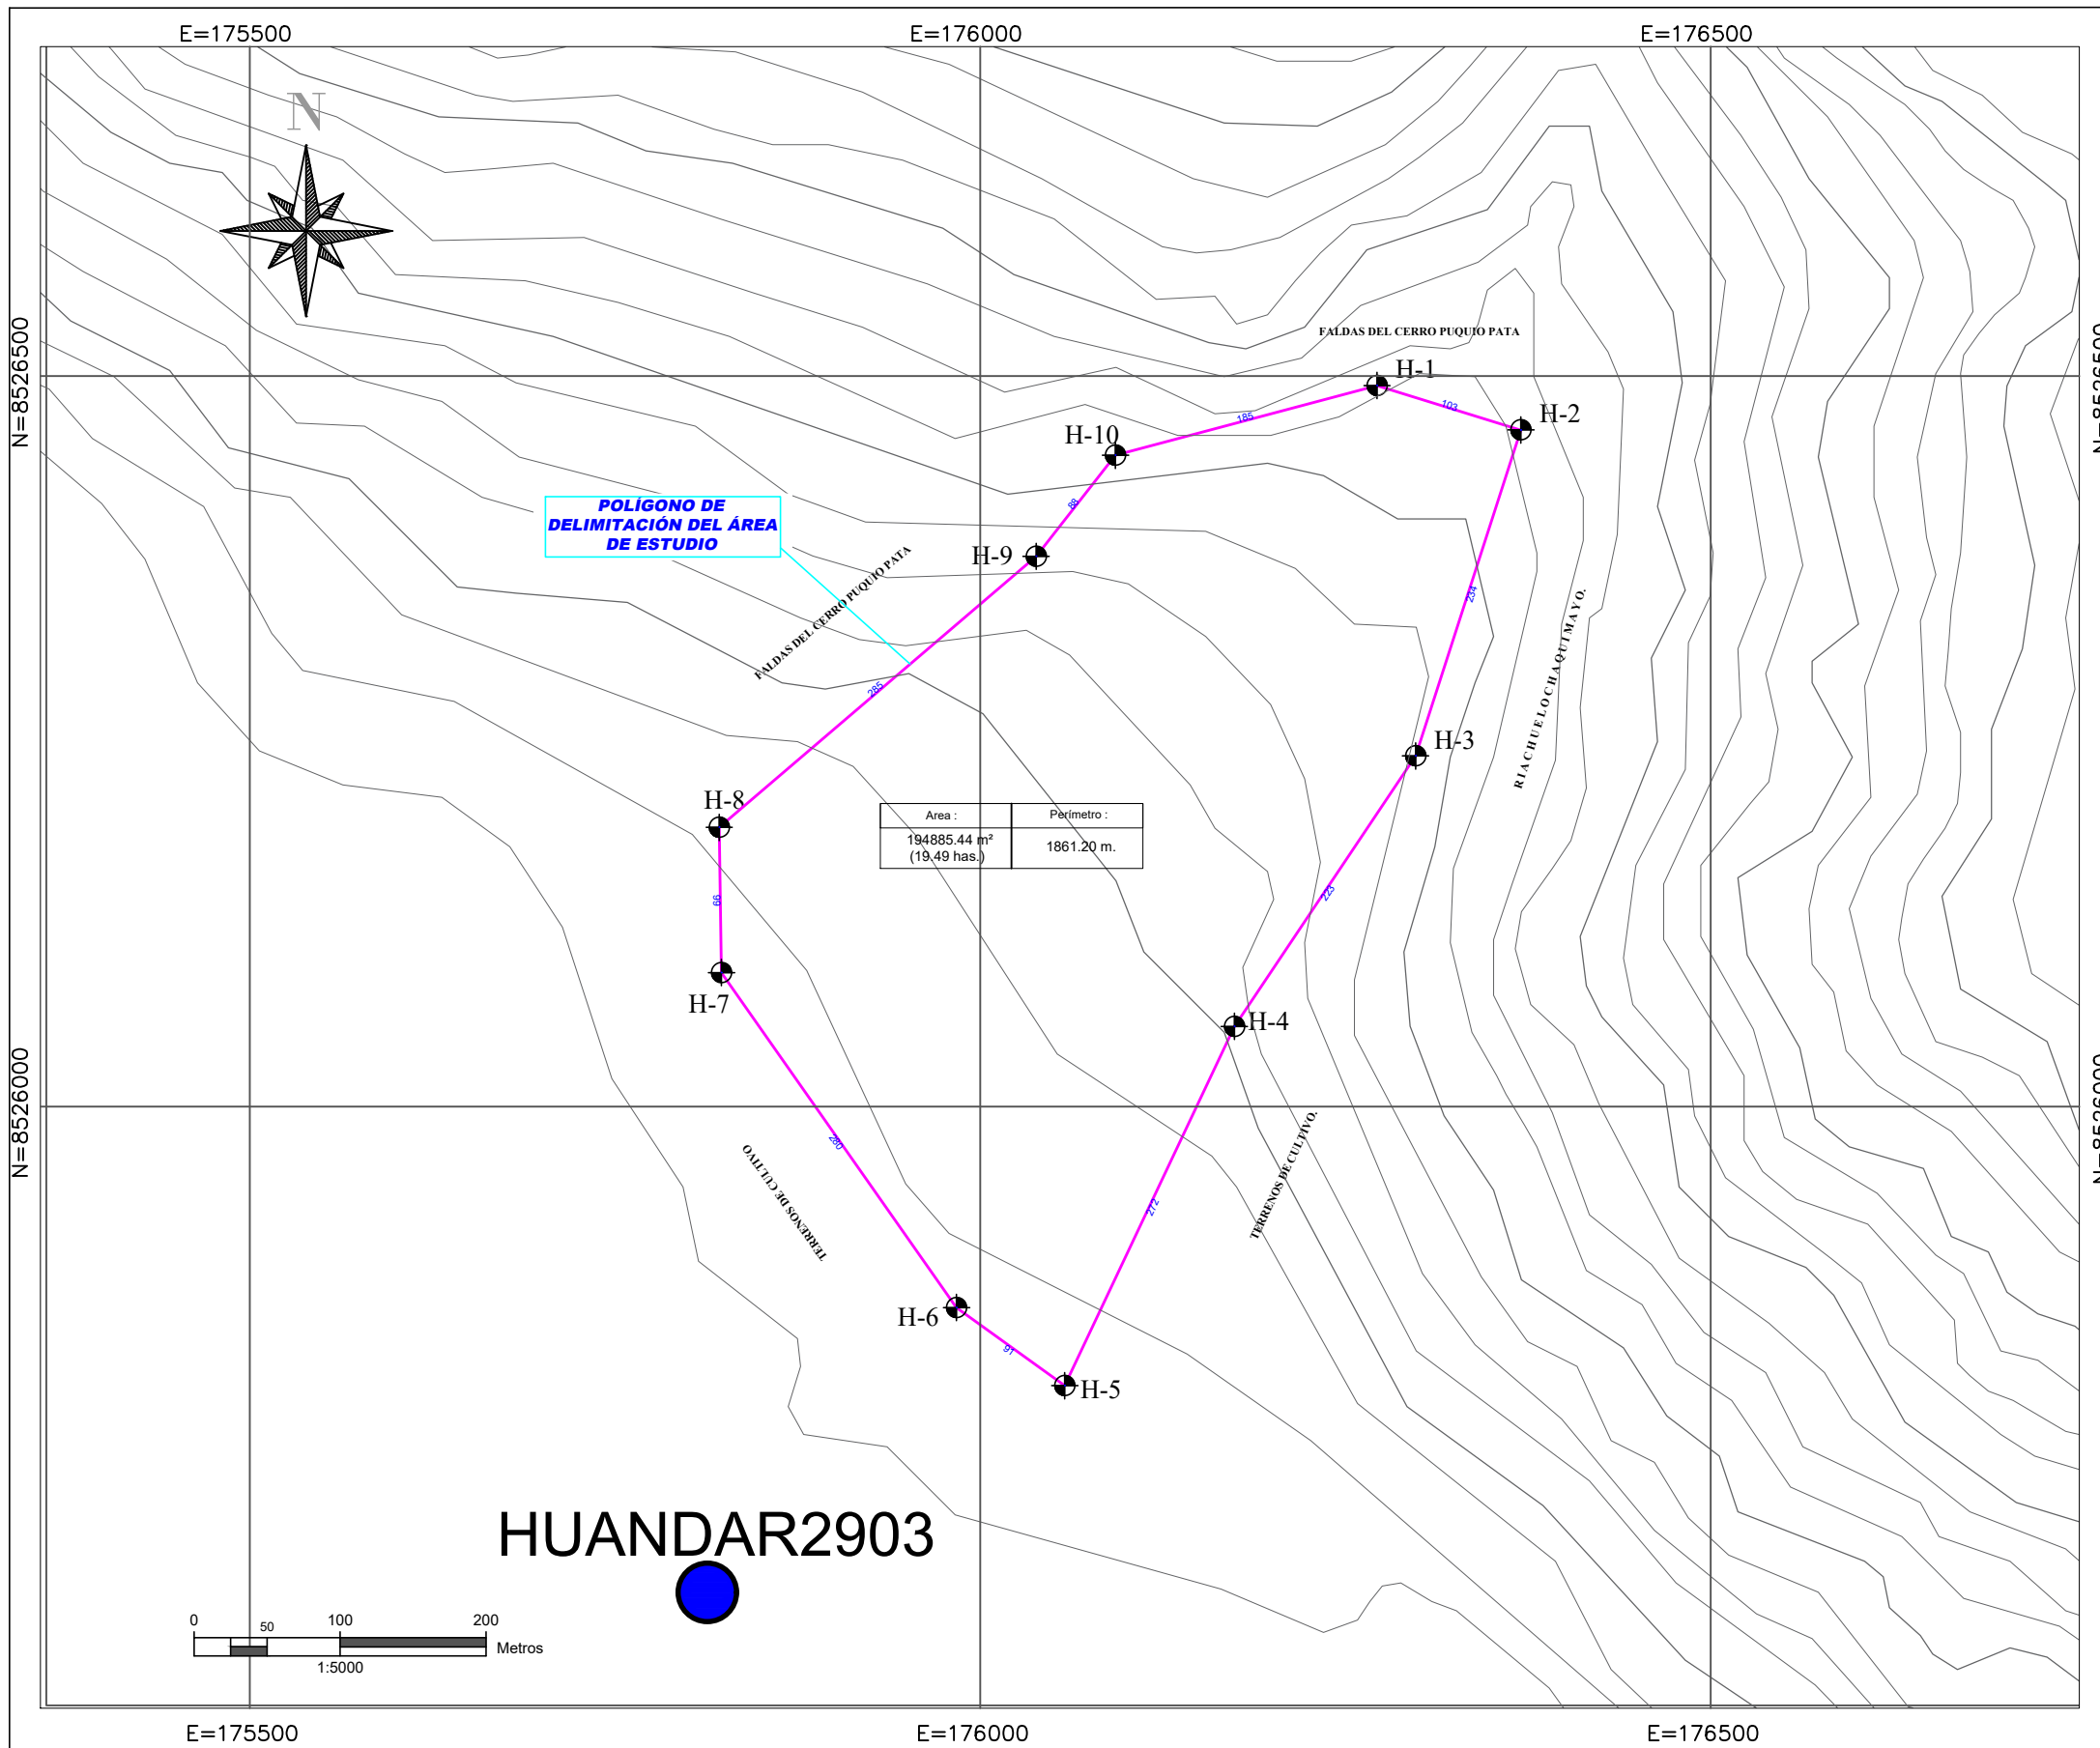 E=175500
E=176000
E=176500
N
N=8526500
N=8526500
FALDAS DEL CERRO PUQUIO PATA
H-1
H-2
H-10
185
103
88
POLÍGONO DE
DELIMITACIÓN DEL ÁREA
DE ESTUDIO
H-9
FALDAS DEL CERRO PUQUIO PATA
285
234
RIACHUELO CHAQUIMAYO.
H-3
H-8
Area :
Perímetro :
194885.44 m²
(19.49 has.)
1861.20 m.
99
223
H-7
H-4
N=8526000
N=8526000
280
TERRENOS DE CULTIVO
TERRENOS DE CULTIVO.
272
H-6
91
H-5
HUANDAR2903
0
50
100
200
Metros
1:5000
E=175500
E=176000
E=176500